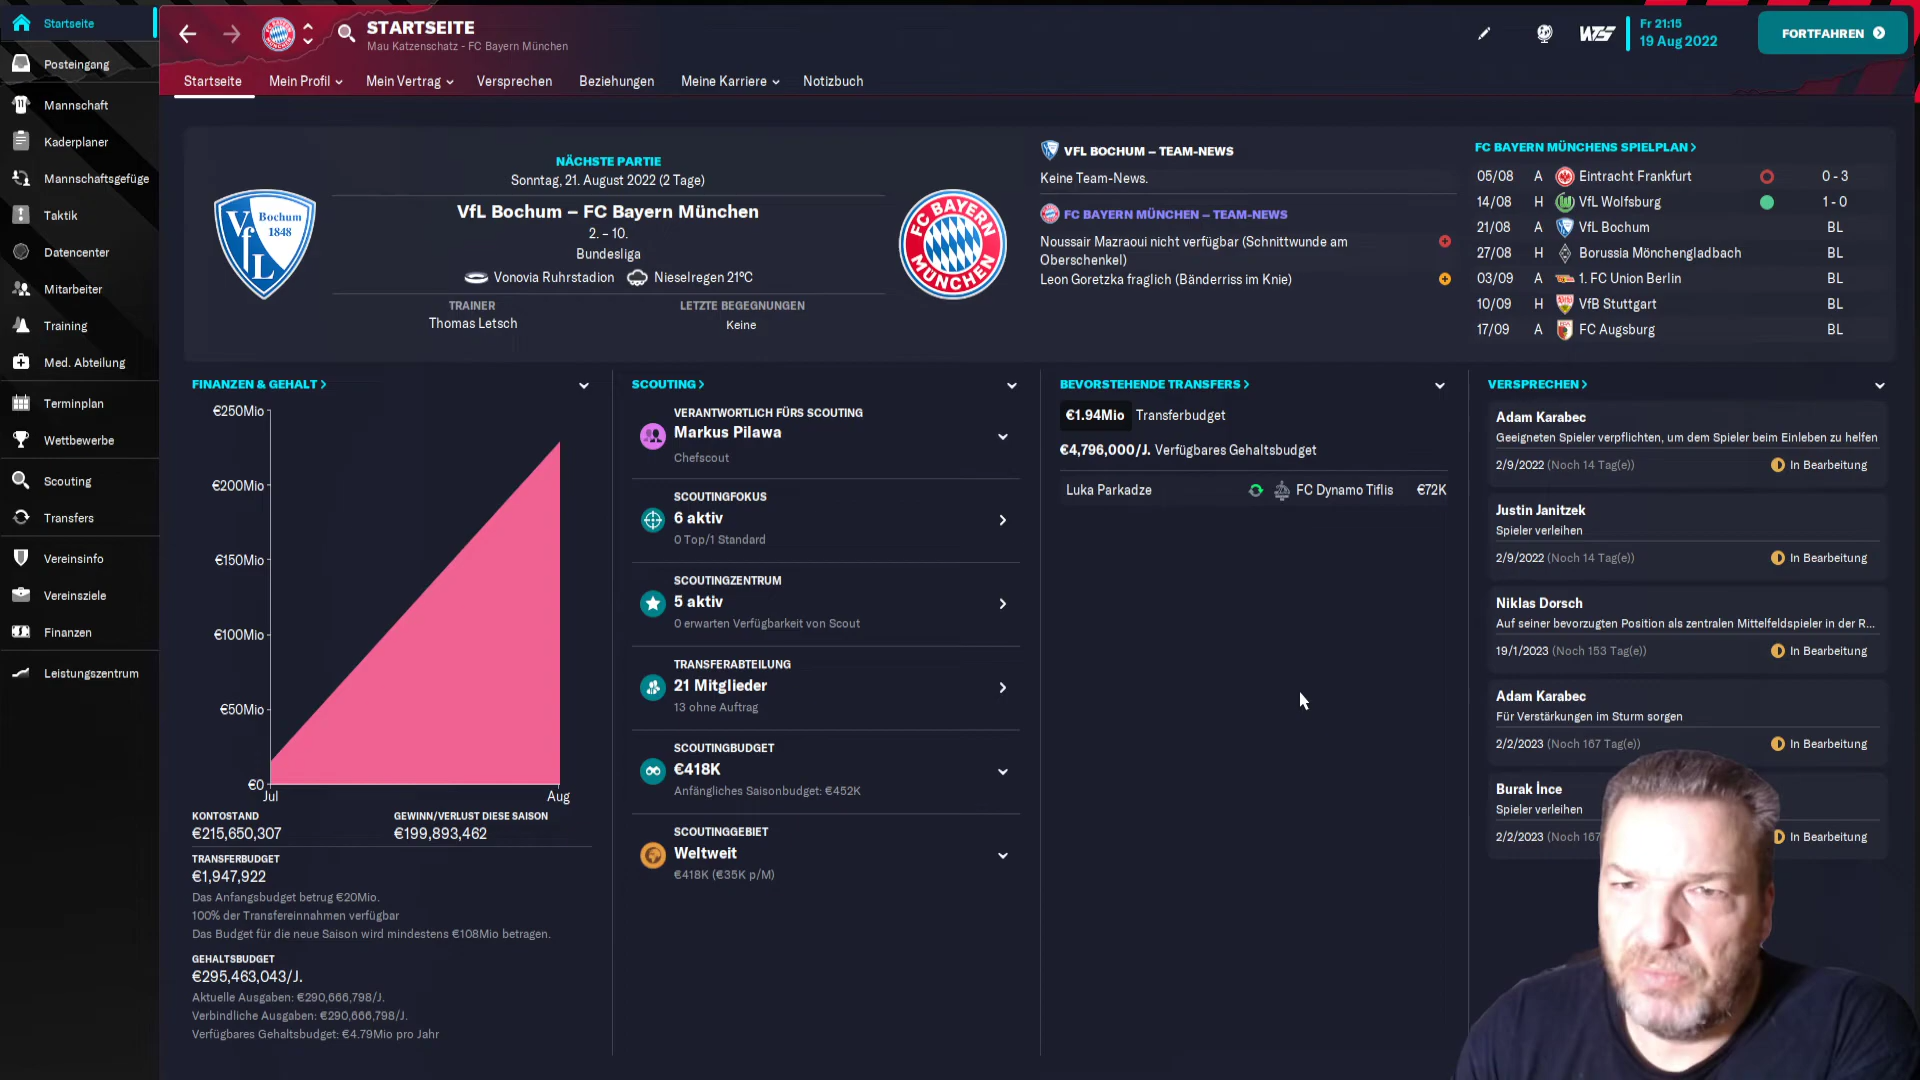 Startseite
Posteingang
Mannschaft
Kaderplaner
Mannschaftsgefüge
Taktik
Datencenter
Mitarbeiter
Training
Med. Abteilung
Terminplan
Wettbewerbe
Scouting
Transfers
Vereinsinfo
Vereinsziele
Finanzen
Leistungszentrum
STARTSEITE
Mau Katzenschatz - FC Bayern München
Fr 21:15
19 Aug 2022
FORTFAHREN
Startseite Mein Profil Mein Vertrag Versprechen Beziehungen Meine Karriere Notizbuch
NÄCHSTE PARTIE
Sonntag, 21. August 2022 (2 Tage)
VfL Bochum – FC Bayern München
2. – 10.
Bundesliga
Vonovia Ruhrstadion Nieselregen 21°C
TRAINER
Thomas Letsch
LETZTE BEGEGNUNGEN
Keine
Bochum
1848
VfL
FC BAYERN
MÜNCHEN
VFL BOCHUM – TEAM-NEWS
Keine Team-News.
FC BAYERN MÜNCHEN – TEAM-NEWS
Noussair Mazraoui nicht verfügbar (Schnittwunde am
Oberschenkel)
Leon Goretzka fraglich (Bänderriss im Knie)
FC BAYERN MÜNCHENS SPIELPLAN
05/08 A Eintracht Frankfurt 0 - 3
14/08 H VfL Wolfsburg 1 - 0
21/08 A VfL Bochum BL
27/08 H Borussia Mönchengladbach BL
03/09 A 1. FC Union Berlin BL
10/09 H VfB Stuttgart BL
17/09 A FC Augsburg BL
FINANZEN & GEHALT
€250Mio
€200Mio
€150Mio
€100Mio
€50Mio
€0
Jul Aug
KONTOSTAND
€215,650,307
GEWINN/VERLUST DIESE SAISON
€199,893,462
TRANSFERBUDGET
€1,947,922
Das Anfangsbudget betrug €20Mio.
100% der Transfereinnahmen verfügbar
Das Budget für die neue Saison wird mindestens €108Mio betragen.
GEHALTSBUDGET
€295,463,043/J.
Aktuelle Ausgaben: €290,666,798/J.
Verbindliche Ausgaben: €290,666,798/J.
Verfügbares Gehaltsbudget: €4.79Mio pro Jahr
SCOUTING
VERANTWORTLICH FÜRS SCOUTING
Markus Pilawa
Chefscout
SCOUTINGFOKUS
6 aktiv
0 Top/1 Standard
SCOUTINGZENTRUM
5 aktiv
0 erwarten Verfügbarkeit von Scout
TRANSFERABTEILUNG
21 Mitglieder
13 ohne Auftrag
SCOUTINGBUDGET
€418K
Anfängliches Saisonbudget: €452K
SCOUTINGGEBIET
Weltweit
€418K (€35K p/M)
BEVORSTEHENDE TRANSFERS
€1.94Mio Transferbudget
€4,796,000/J. Verfügbares Gehaltsbudget
Luka Parkadze FC Dynamo Tiflis €72K
VERSPRECHEN
Adam Karabec
Geeigneten Spieler verpflichten, um dem Spieler beim Einleben zu helfen
2/9/2022 (Noch 14 Tag(e)) In Bearbeitung
Justin Janitzek
Spieler verleihen
2/9/2022 (Noch 14 Tag(e)) In Bearbeitung
Niklas Dorsch
Auf seiner bevorzugten Position als zentralen Mittelfeldspieler in der R...
19/1/2023 (Noch 153 Tag(e)) In Bearbeitung
Adam Karabec
Für Verstärkungen im Sturm sorgen
2/2/2023 (Noch 167 Tag(e)) In Bearbeitung
Burak İnce
Spieler verleihen
2/2/2023 (Noch 167 In Bearbeitung